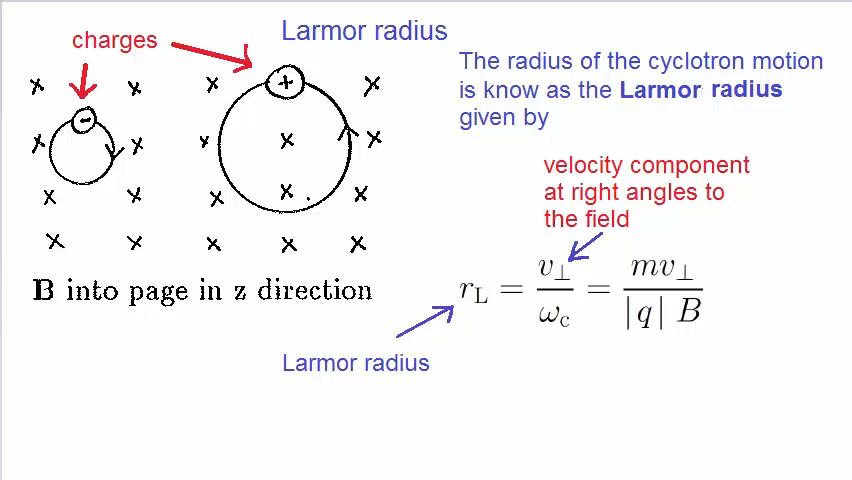 Larmor radius
charges
The radius of the cyclotron motion
is know as the Larmor radius
given by
velocity component
at right angles to
the field
+
-
x x x x
x x x x x
x x x x x
x x x x x
B into page in z direction
r_L = v_⊥ / ω_c = m v_⊥ / |q| B
Larmor radius